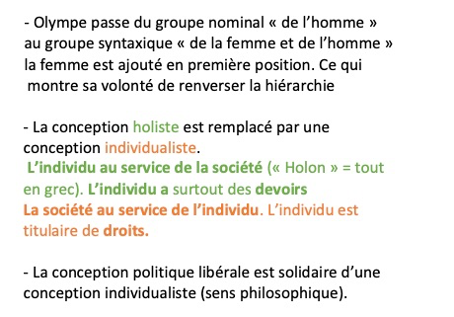 - Olympe passe du groupe nominal « de l’homme »
au groupe syntaxique « de la femme et de l’homme »
la femme est ajouté en première position. Ce qui
montre sa volonté de renverser la hiérarchie
- La conception holiste est remplacé par une
conception individualiste.
L’individu au service de la société (« Holon » = tout
en grec). L’individu a surtout des devoirs
La société au service de l’individu. L’individu est
titulaire de droits.
- La conception politique libérale est solidaire d’une
conception individualiste (sens philosophique).